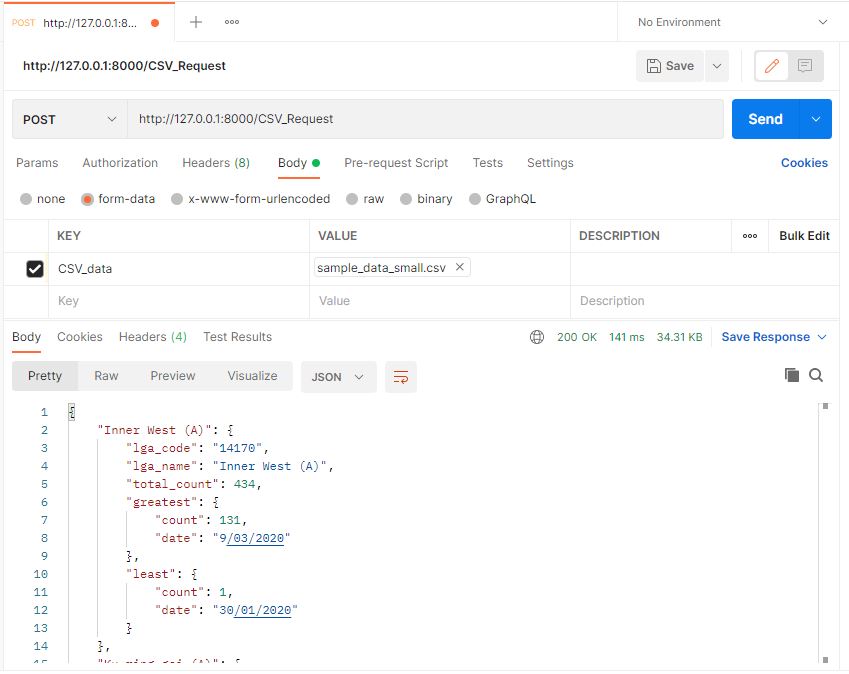 POST http://127.0.0.1:8... No Environment
http://127.0.0.1:8000/CSV_Request Save
POST http://127.0.0.1:8000/CSV_Request Send
Params Authorization Headers (8) Body Pre-request Script Tests Settings Cookies
none form-data x-www-form-urlencoded raw binary GraphQL
KEY VALUE DESCRIPTION Bulk Edit
CSV_data sample_data_small.csv
Key Value Description
Body Cookies Headers (4) Test Results 200 OK 141 ms 34.31 KB Save Response
Pretty Raw Preview Visualize JSON
1 {
2 "Inner West (A)": {
3 "lga_code": "14170",
4 "lga_name": "Inner West (A)",
5 "total_count": 434,
6 "greatest": {
7 "count": 131,
8 "date": "9/03/2020"
9 },
10 "least": {
11 "count": 1,
12 "date": "30/01/2020"
13 }
14 },
15